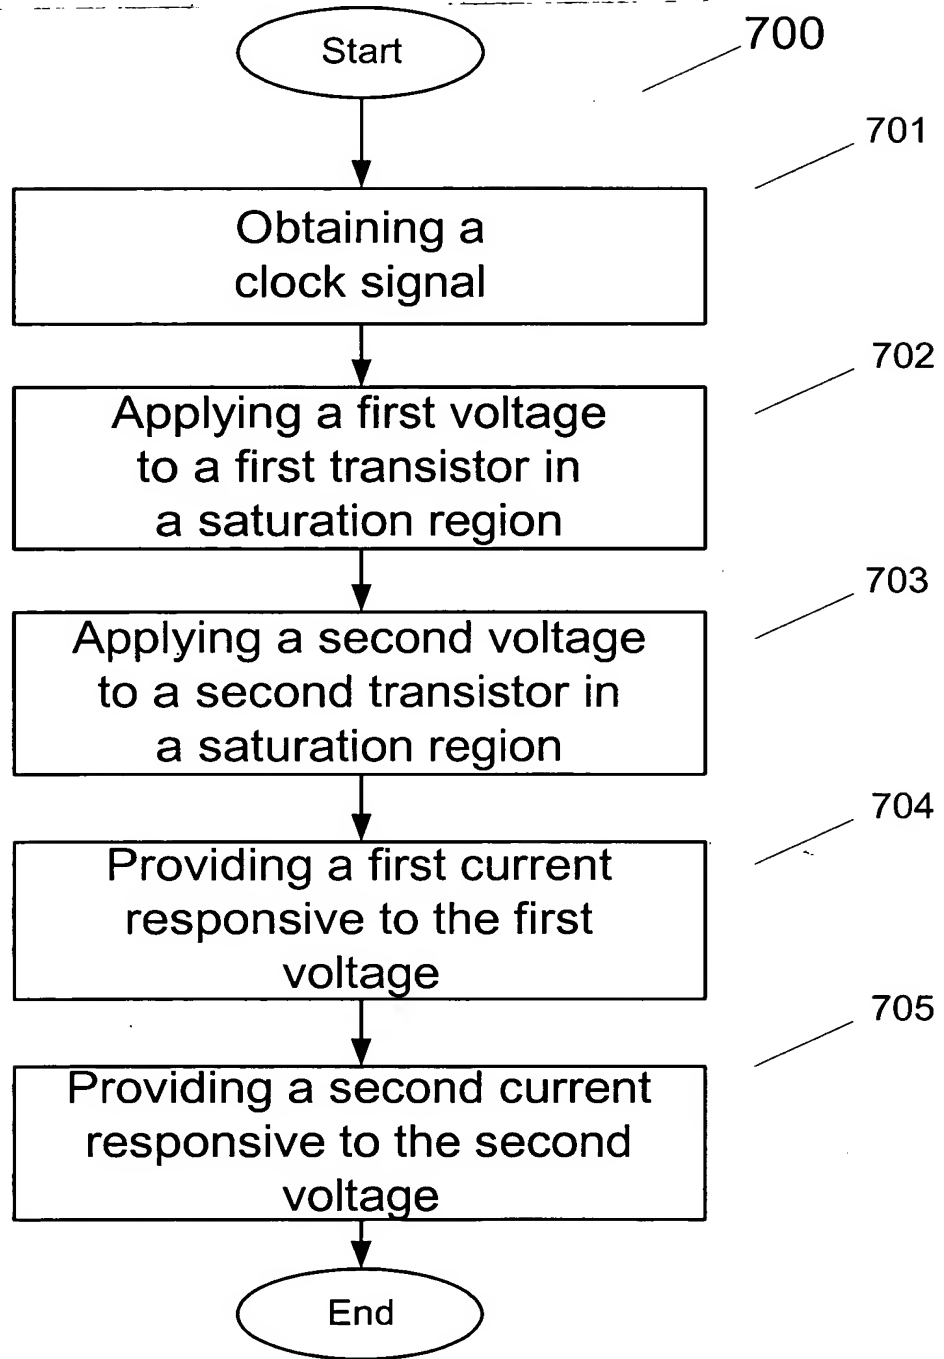 Start
700
701
Obtaining a
clock signal
702
Applying a first voltage
to a first transistor in
a saturation region
703
Applying a second voltage
to a second transistor in
a saturation region
704
Providing a first current
responsive to the first
voltage
705
Providing a second current
responsive to the second
voltage
End